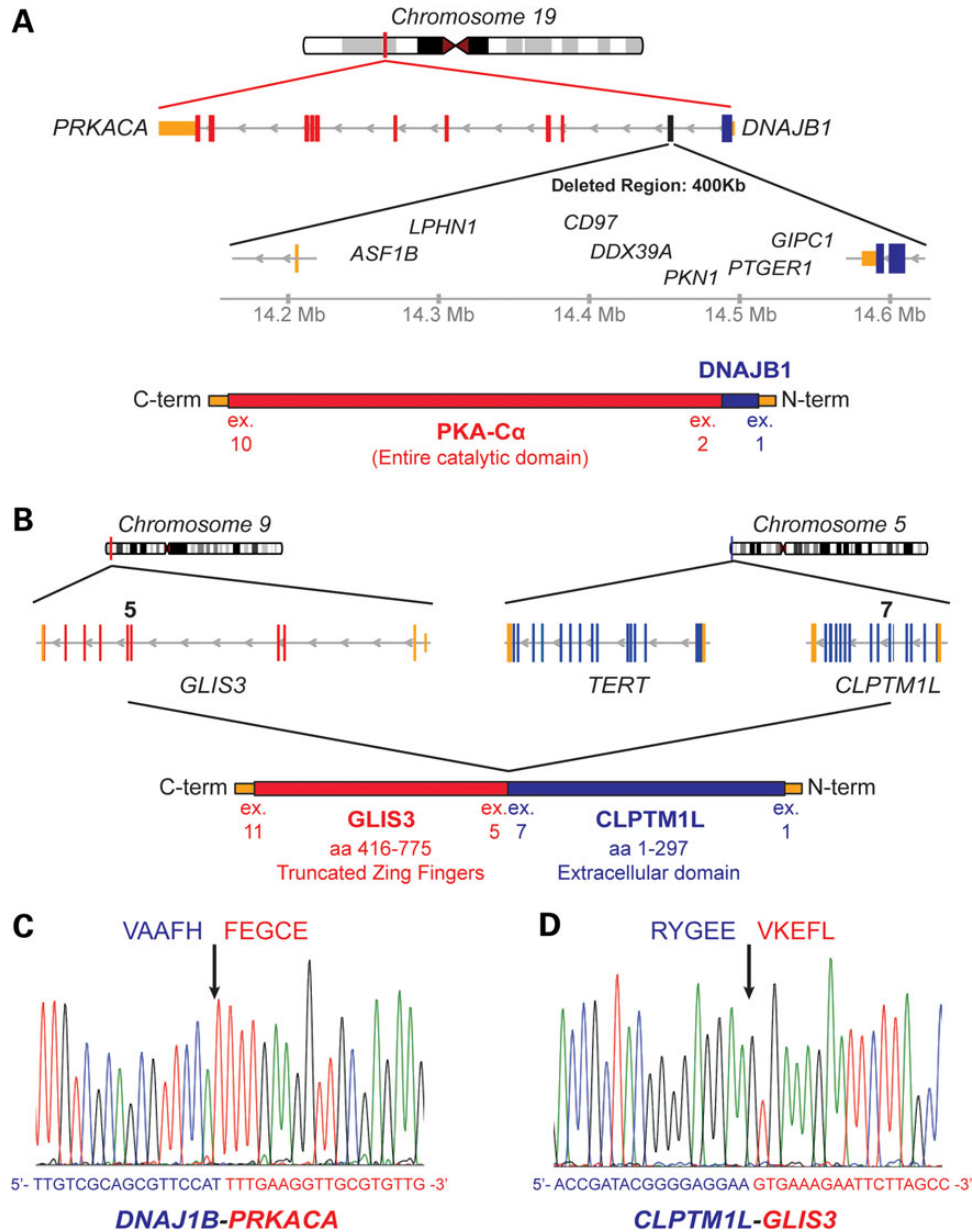 A
Chromosome 19
PRKACA
DNAJB1
Deleted Region: 400Kb
LPHN1
CD97
ASF1B
DDX39A
GIPC1
PKN1
PTGER1
14.2 Mb
14.3 Mb
14.4 Mb
14.5 Mb
14.6 Mb
DNAJB1
C-term
N-term
ex.
10
PKA-Cα
(Entire catalytic domain)
ex.
2
ex.
1
B
Chromosome 9
Chromosome 5
5
7
GLIS3
TERT
CLPTM1L
C-term
N-term
ex.
11
GLIS3
aa 416-775
Truncated Zing Fingers
ex.
5
ex.
7
CLPTM1L
aa 1-297
Extracellular domain
ex.
1
C
VAAFH FEGCE
5'- TTGTCGCAGCGTTCCAT TTTGAAGGTTGCGTGTTG -3'
DNAJ1B-PRKACA
D
RYGEE VKEFL
5'- ACCGATACGGGGAGGAA GTGAAAGAATTCTTAGCC -3'
CLPTM1L-GLIS3